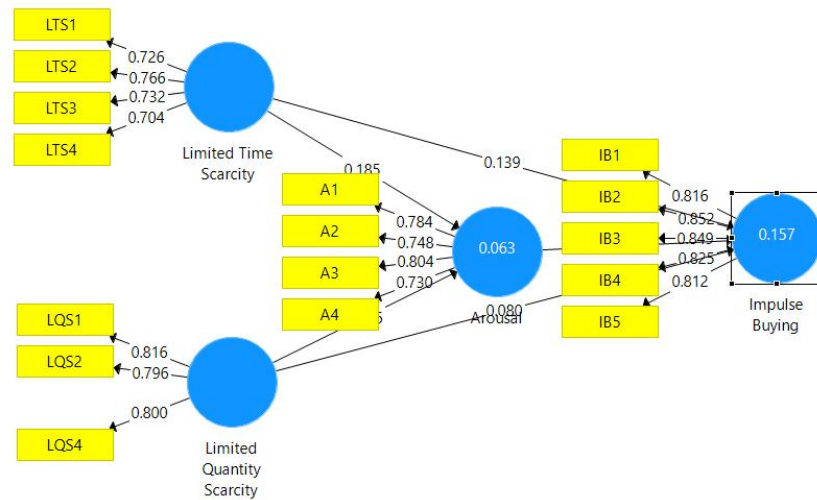 LTS1
LTS2
LTS3
LTS4
0.726
0.766
0.732
0.704
Limited Time
Scarcity
0.185
0.139
A1
A2
A3
A4
0.784
0.748
0.804
0.730
0.063
Arousal
IB1
IB2
IB3
IB4
IB5
0.816
0.852
0.849
0.825
0.812
0.157
Impulse
Buying
0.080
LQS1
LQS2
LQS4
0.816
0.796
0.800
Limited
Quantity
Scarcity